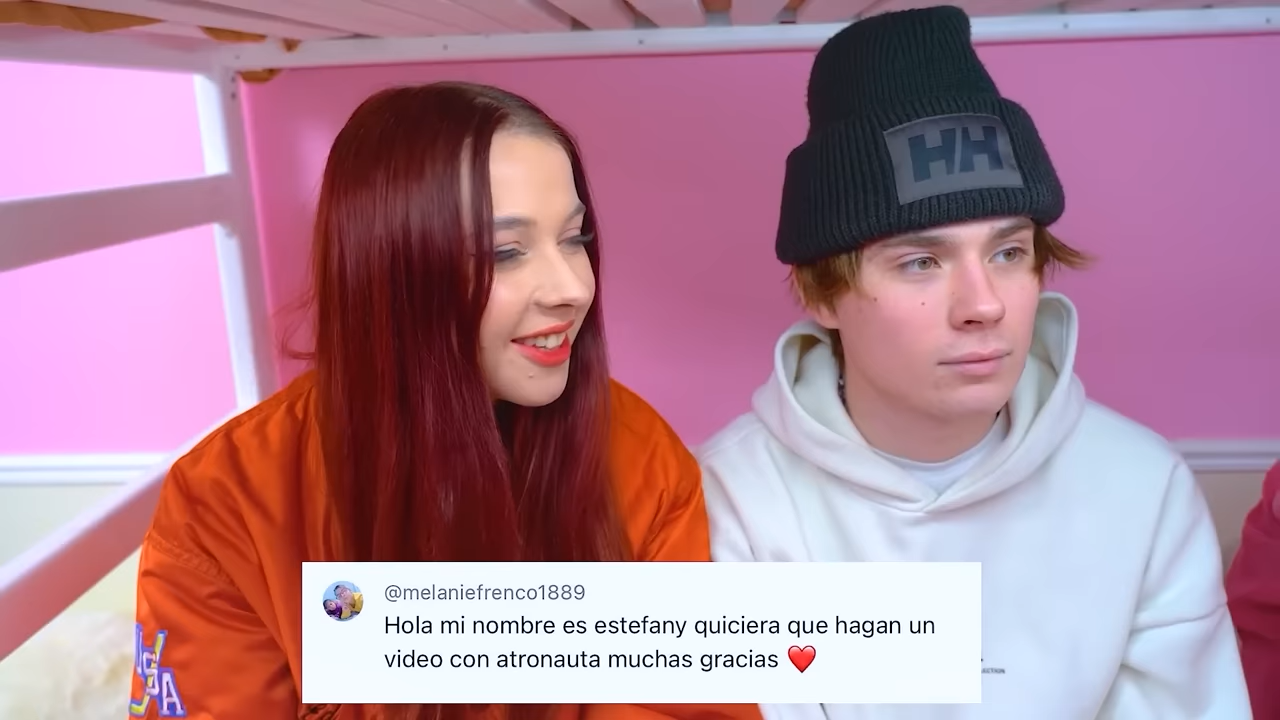 HH
@melaniefrenco1889
Hola mi nombre es estefany quiciera que hagan un
video con atronauta muchas gracias ❤️